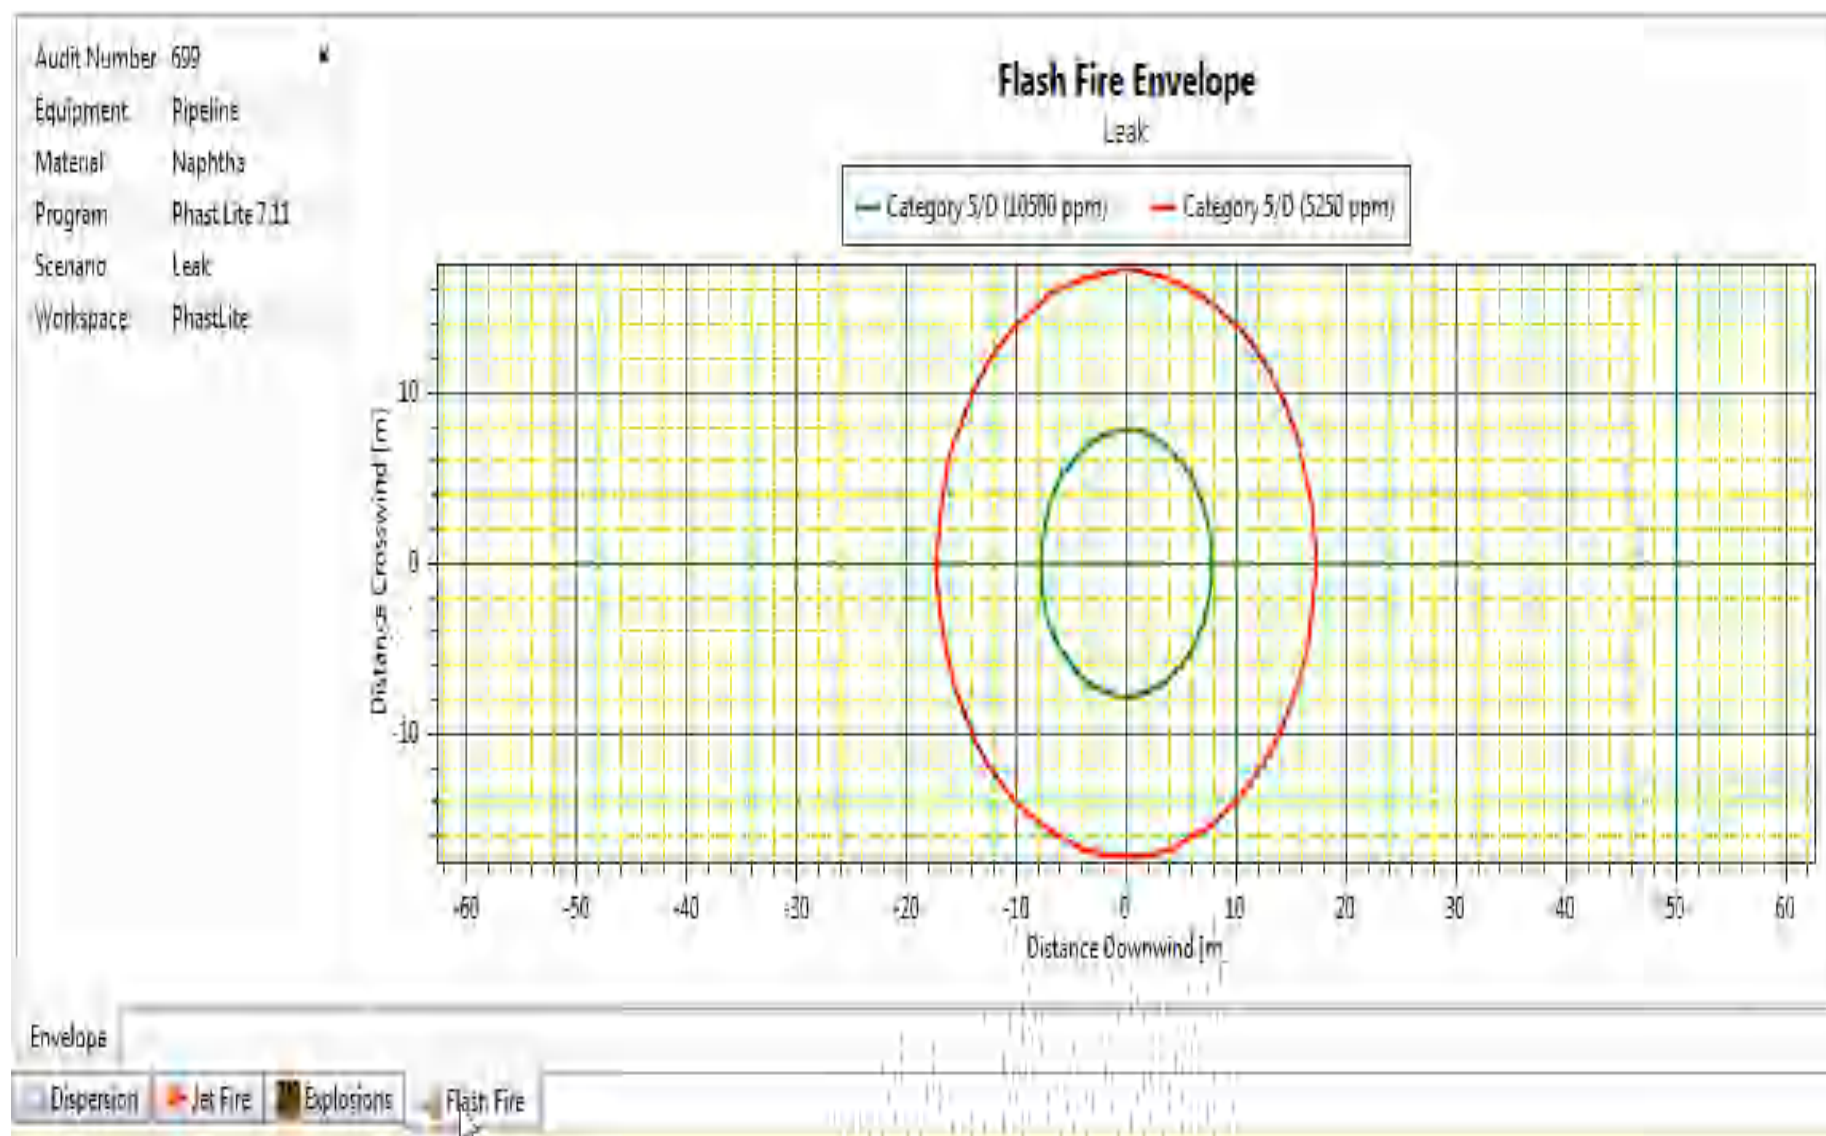 Audit Number 699
Equipment Pipeline
Material Naphtha
Program Phast Lite 7.11
Scenario Leak
Workspace PhastLite
Flash Fire Envelope
Leak
Category 5/D (10500 ppm) Category 5/D (5250 ppm)
Distance Crosswind [m]
10
0
-10
-60 -50 -40 -30 -20 -10 0 10 20 30 40 50 60
Distance Downwind [m]
Envelope
Dispersion Jet Fire Explosions Flash Fire